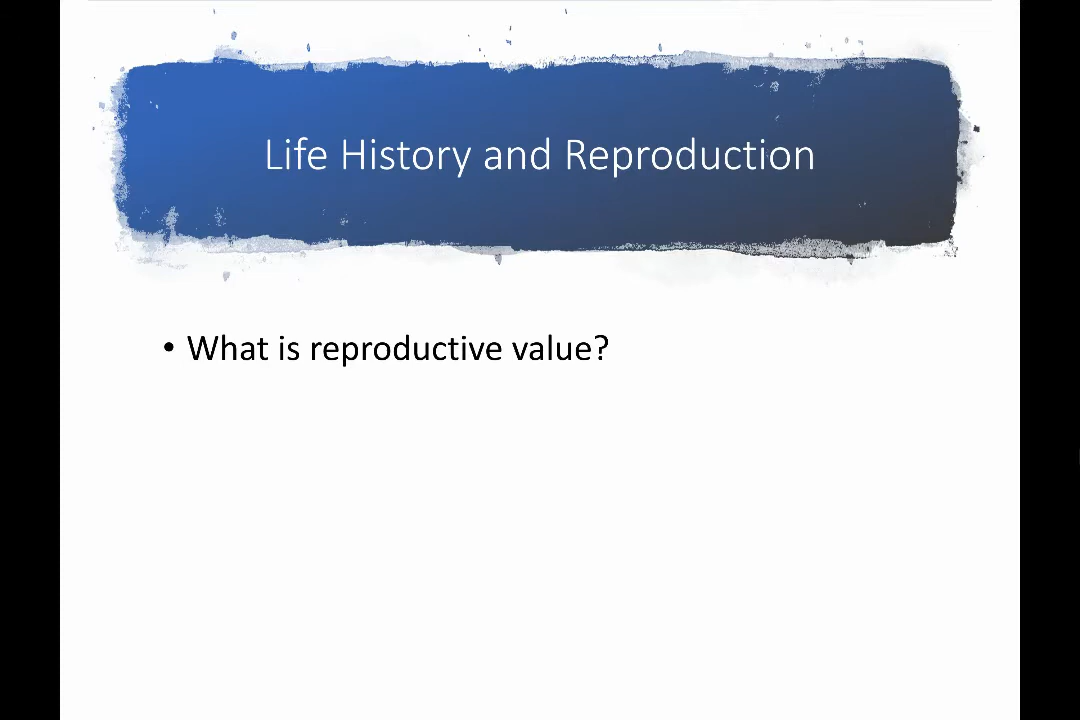 Life History and Reproduction
• What is reproductive value?